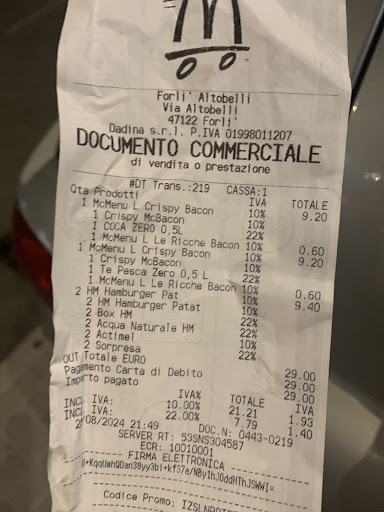 Forli' Altobelli
Via Altobelli
47122 Forli'
Dadina s.r.l. P.IVA 01998011207
DOCUMENTO COMMERCIALE
di vendita o prestazione
#DT Trans.:219 CASSA:1
Qta Prodotti IVA TOTALE
1 McMenu L Crispy Bacon 10% 9.20
1 Crispy McBacon 10%
1 COCA ZERO 0,5L 22%
1 McMenu L Le Ricche Bacon 10% 0.60
1 McMenu L Crispy Bacon 10% 9.20
1 Crispy McBacon 10%
1 Te Pesca Zero 0,5 L 22%
1 McMenu L Le Ricche Bacon 10% 0.60
2 HM Hamburger Pat 10% 9.40
2 HM Hamburger Patat 10%
2 Box HM 22%
2 Acqua Naturale HM 22%
2 Actimel 10%
2 Sorpresa 22%
OUT Totale EURO 29.00
Pagamento Carta di Debito 29.00
Importo pagato 29.00
IVA% TOTALE IVA
INCL IVA: 10.00% 21.21 1.93
INCL IVA: 22.00% 7.79 1.40
/08/2024 21:49 DOC.N: 0443-0219
SERVER RT: 53SNS304587
ECR: 10010001
FIRMA ELETTRONICA
Codice Promo: